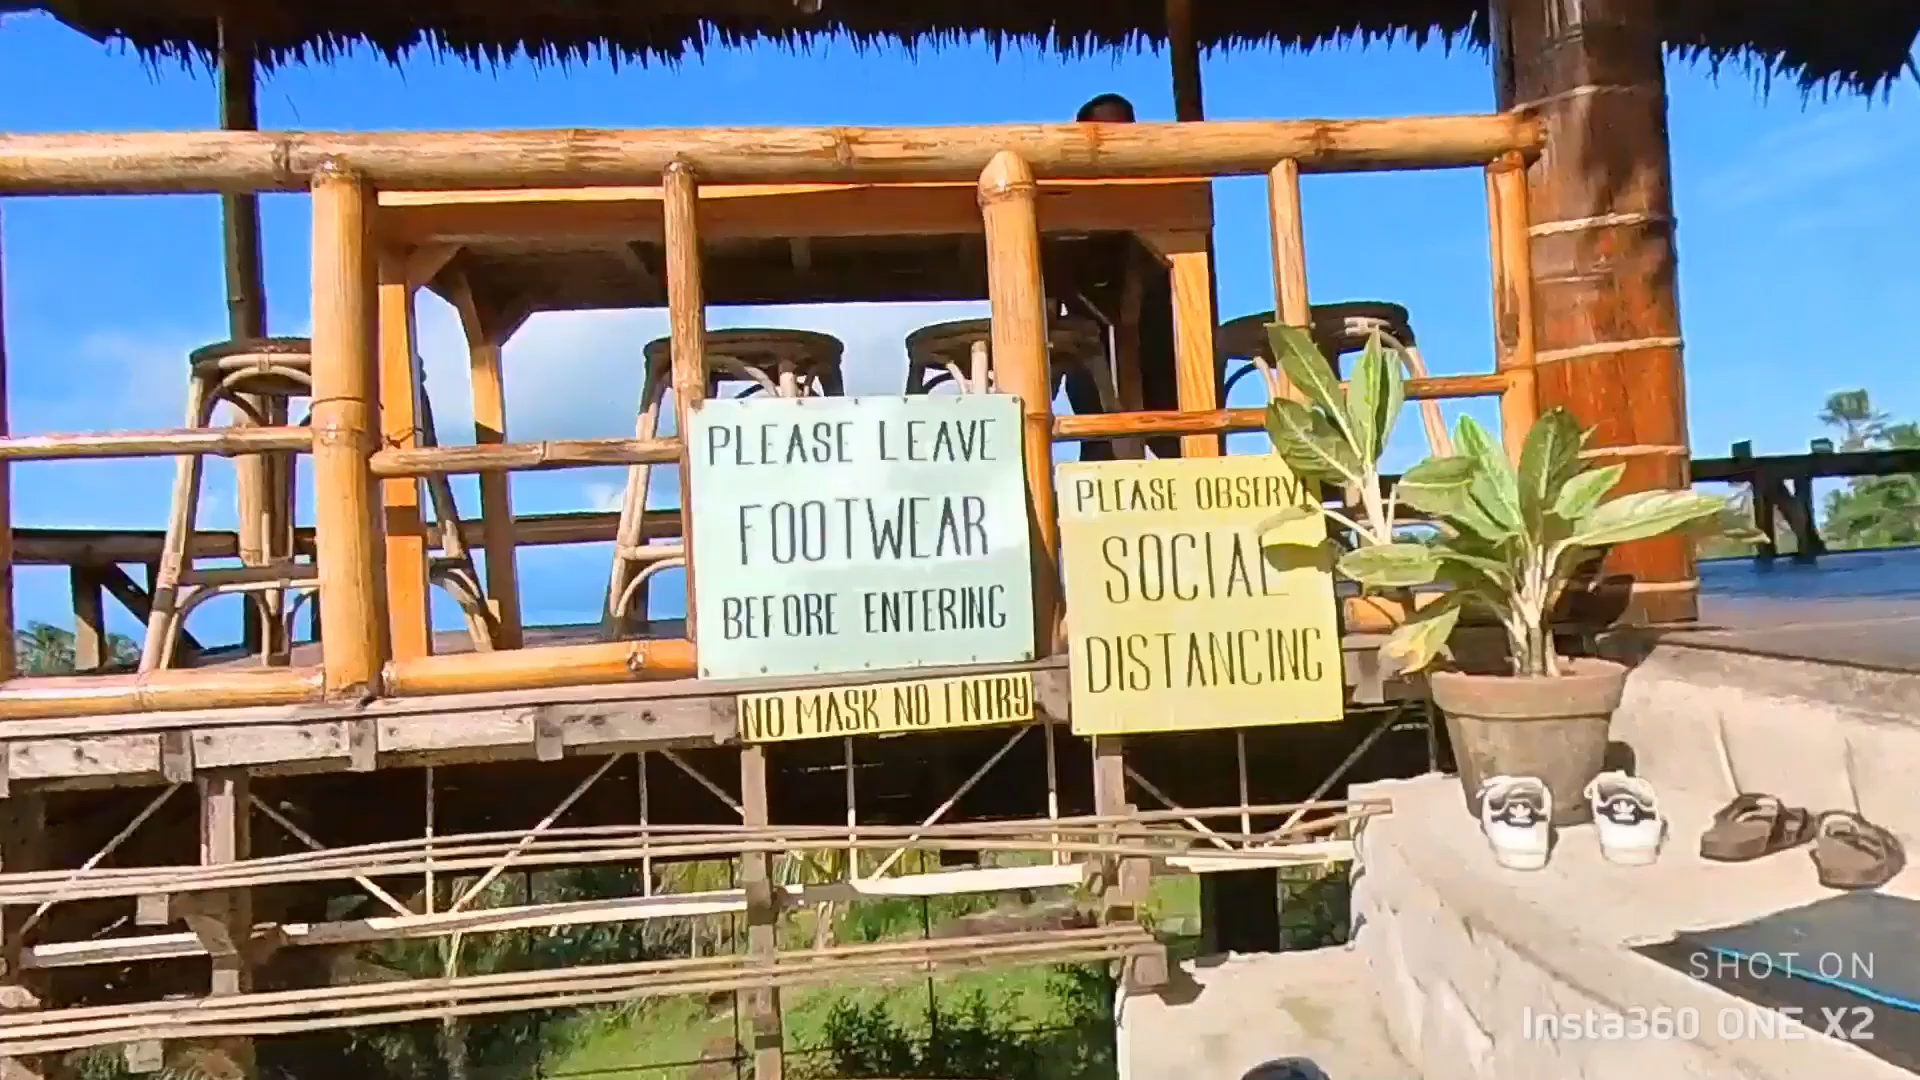 PLEASE LEAVE
FOOTWEAR
BEFORE ENTERING
NO MASK NO ENTRY
PLEASE OBSERVE
SOCIAL
DISTANCING
SHOT ON
Insta360 ONE X2